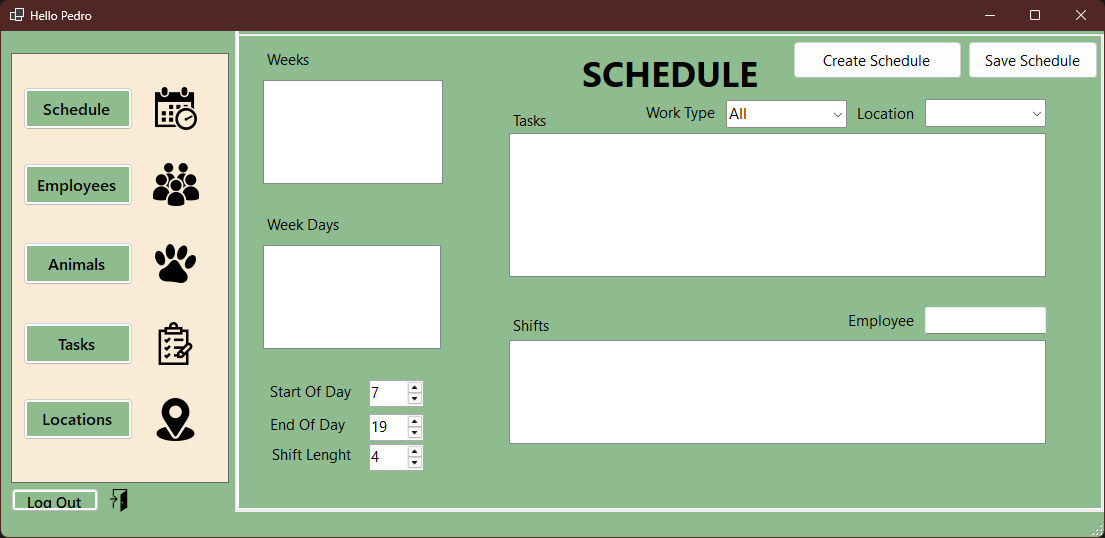 Hello Pedro
Schedule
Employees
Animals
Tasks
Locations
Log Out
Weeks
Week Days
Start Of Day 7
End Of Day 19
Shift Lenght 4
SCHEDULE
Create Schedule
Save Schedule
Work Type All
Location
Tasks
Employee
Shifts